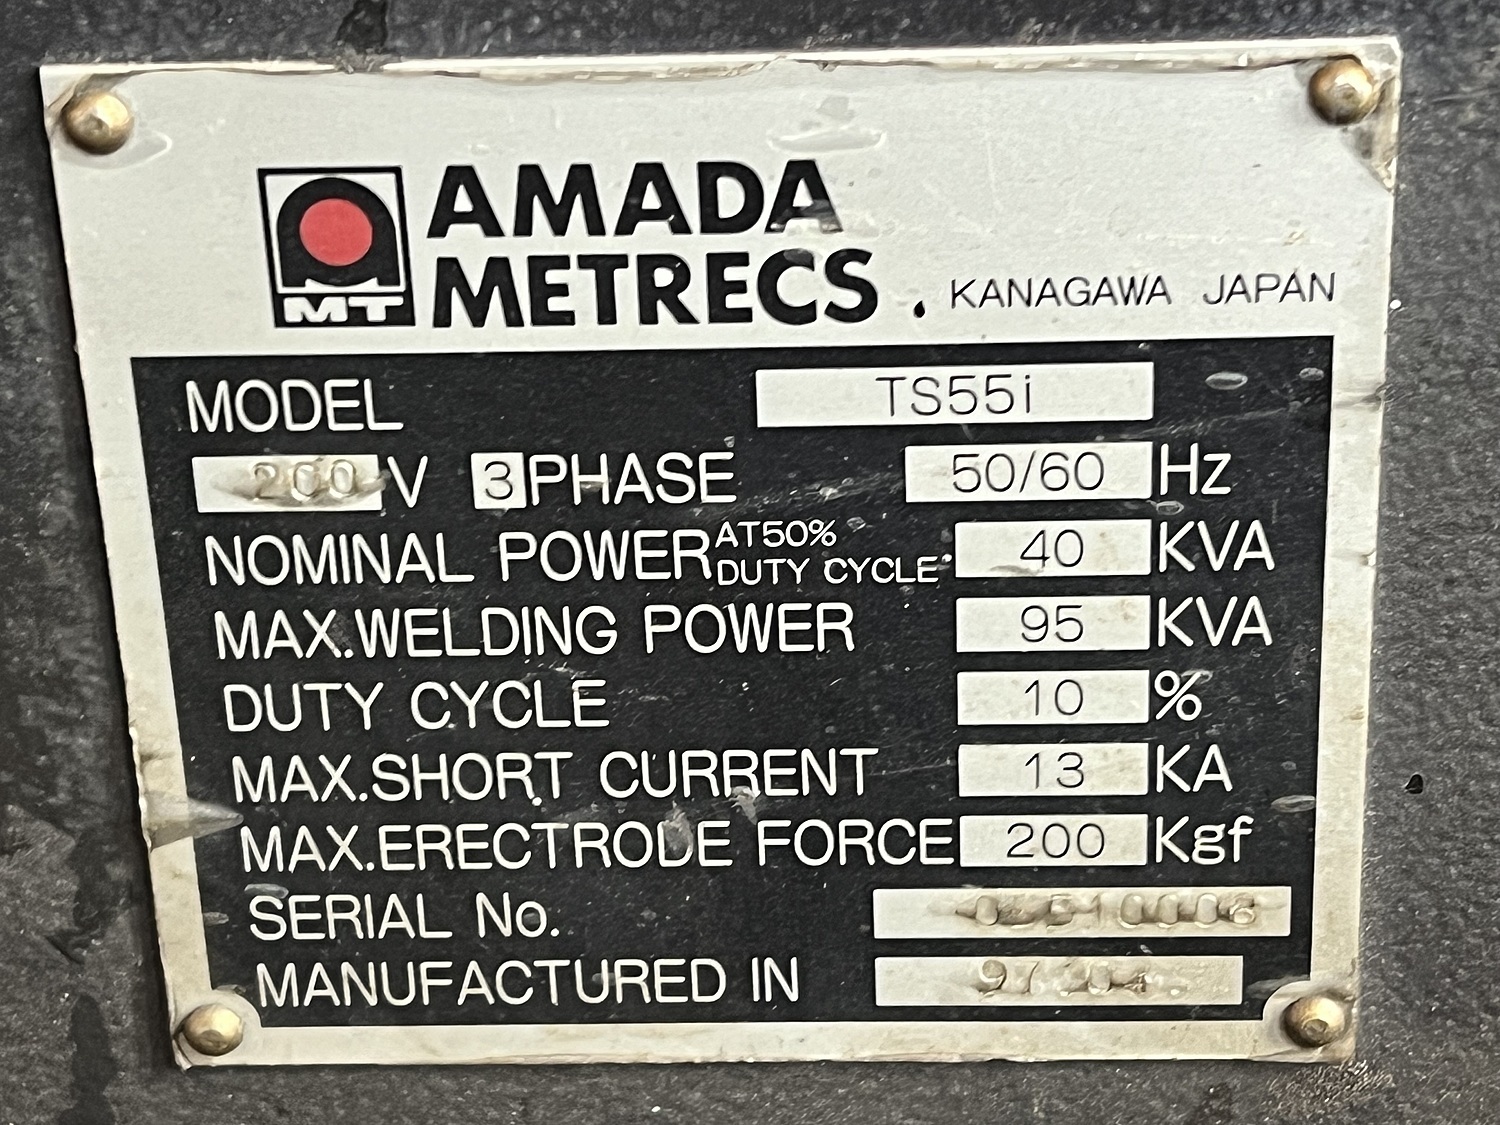 MT
AMADA
METRECS. KANAGAWA JAPAN
MODEL TS55i
200 V 3 PHASE 50/60 Hz
NOMINAL POWER AT50% DUTY CYCLE 40 KVA
MAX.WELDING POWER 95 KVA
DUTY CYCLE 10 %
MAX.SHORT CURRENT 13 KA
MAX.ERECTRODE FORCE 200 Kgf
SERIAL No.
MANUFACTURED IN